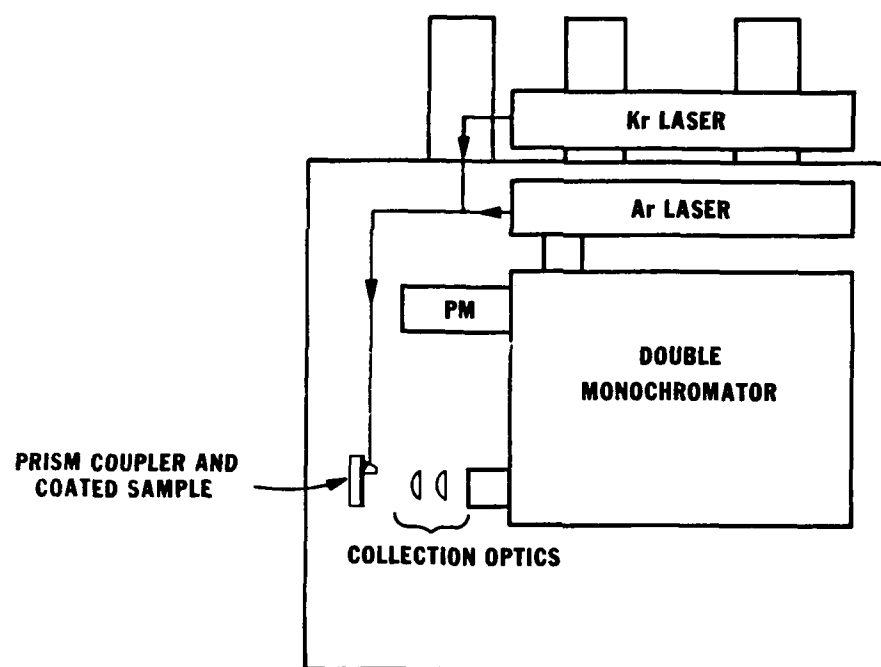 Kr LASER
Ar LASER
PM
DOUBLE
MONOCHROMATOR
PRISM COUPLER AND
COATED SAMPLE
COLLECTION OPTICS